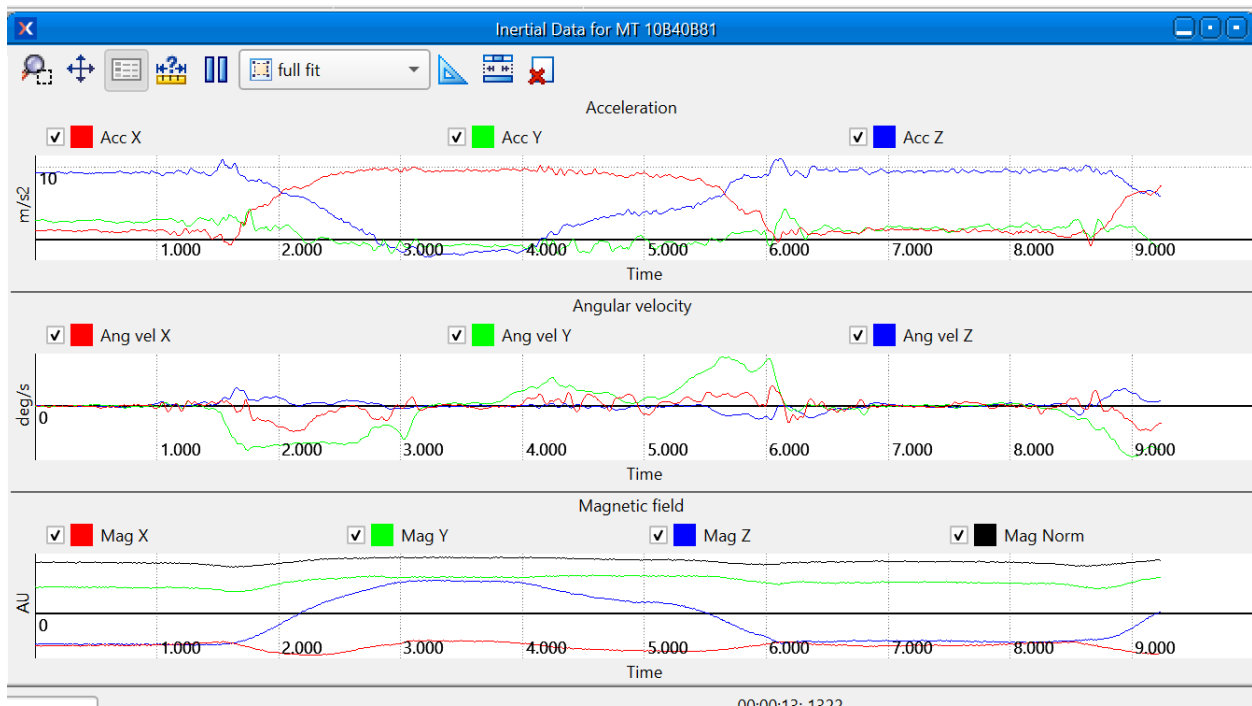 Inertial Data for MT 10B40B81
full fit
Acceleration
Acc X Acc Y Acc Z
10
m/s2
1.000 2.000 3.000 4.000 5.000 6.000 7.000 8.000 9.000
Time
Angular velocity
Ang vel X Ang vel Y Ang vel Z
0
deg/s
1.000 2.000 3.000 4.000 5.000 6.000 7.000 8.000 9.000
Time
Magnetic field
Mag X Mag Y Mag Z Mag Norm
AU
0
1.000 2.000 3.000 4.000 5.000 6.000 7.000 8.000 9.000
Time
00:00:13: 1322